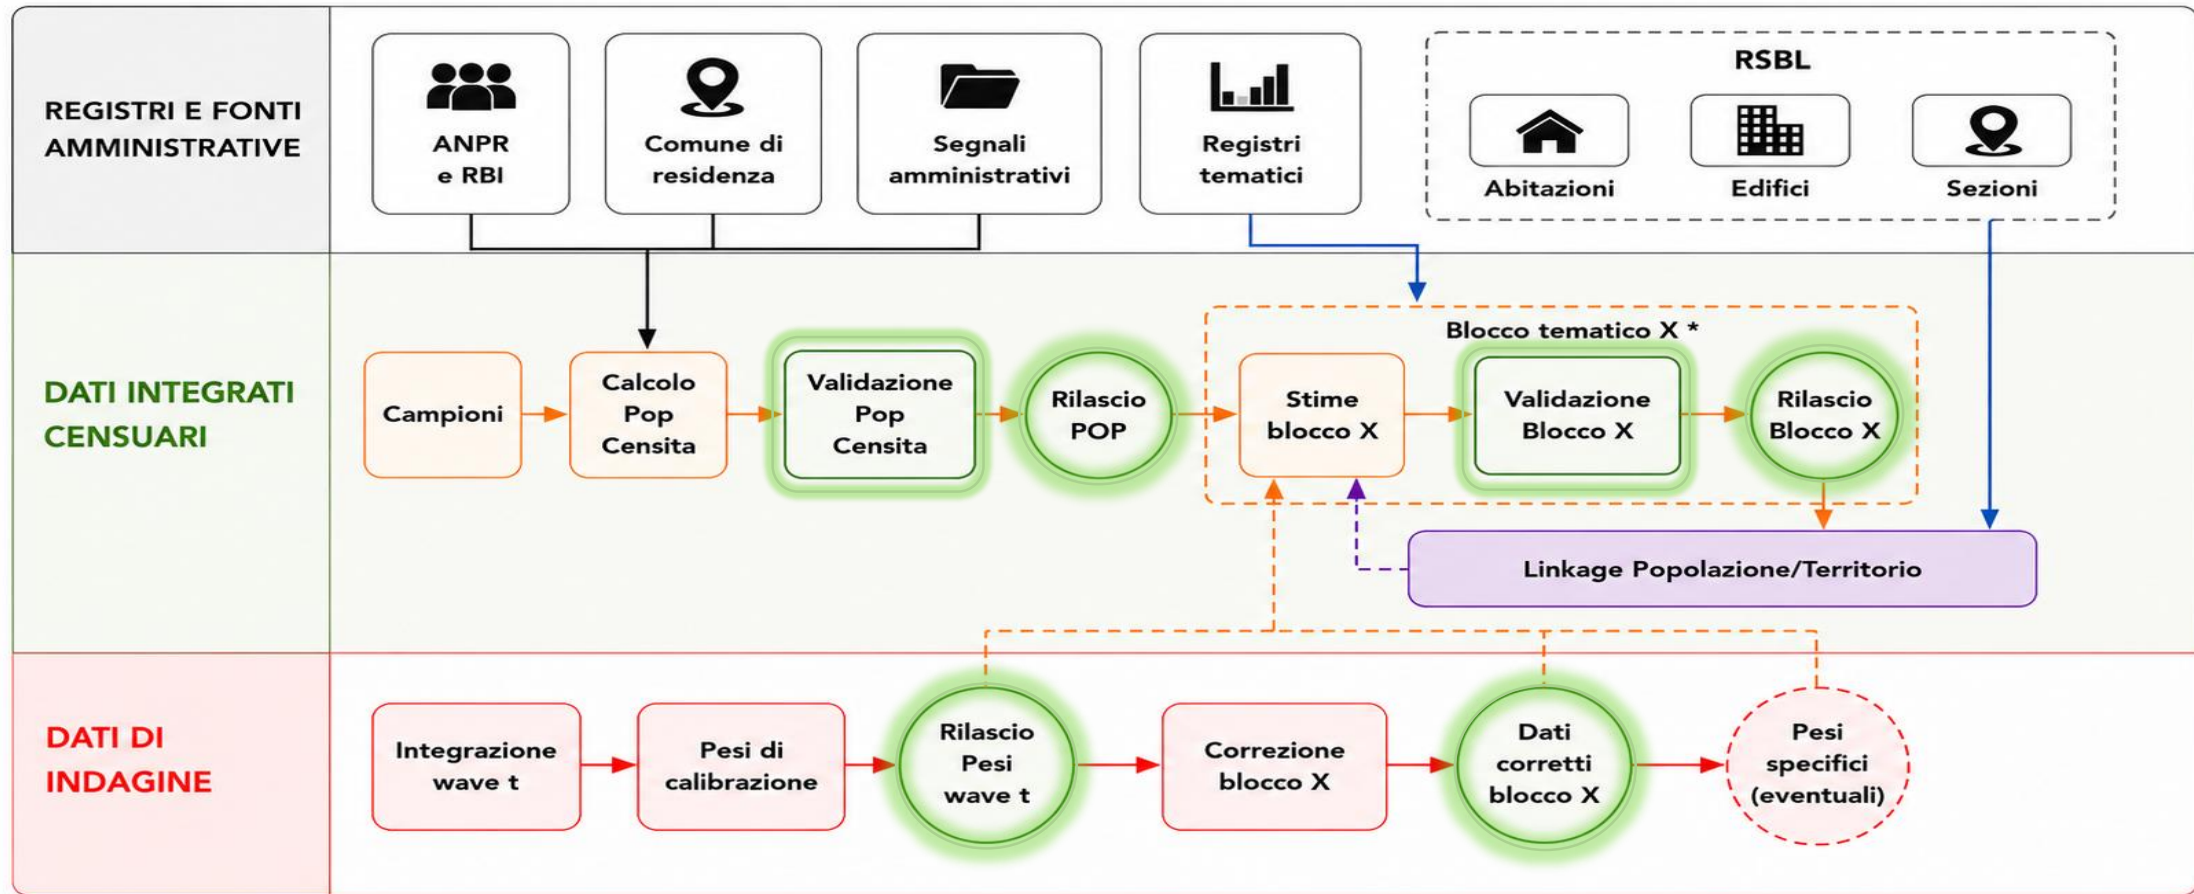 REGISTRI E FONTI
AMMINISTRATIVE
ANPR
e RBI
Comune di
residenza
Segnali
amministrativi
Registri
tematici
RSBL
Abitazioni
Edifici
Sezioni
DATI INTEGRATI
CENSUARI
Campioni
Calcolo
Pop
Censita
Validazione
Pop
Censita
Rilascio
POP
Blocco tematico X *
Stime
blocco X
Validazione
Blocco X
Rilascio
Blocco X
Linkage Popolazione/Territorio
DATI DI
INDAGINE
Integrazione
wave t
Pesi di
calibrazione
Rilascio
Pesi
wave t
Correzione
blocco X
Dati
corretti
blocco X
Pesi
specifici
(eventuali)